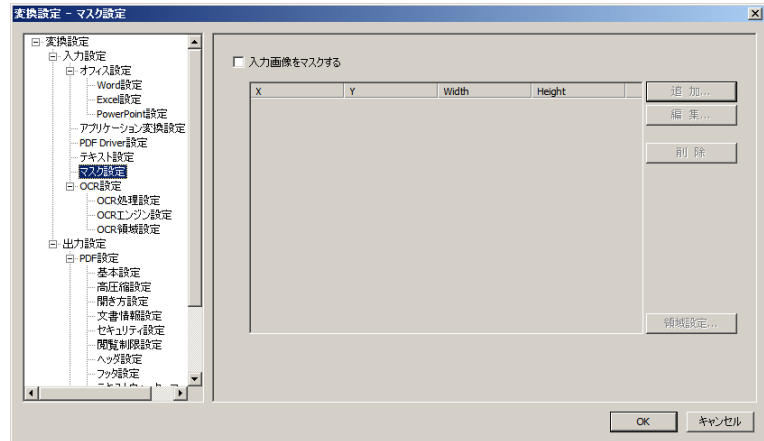 変換設定 - マスク設定
変換設定
入力設定
オフィス設定
Word設定
Excel設定
PowerPoint設定
アプリケーション変換設定
PDF Driver設定
テキスト設定
マスク設定
OCR設定
OCR処理設定
OCRエンジン設定
OCR領域設定
出力設定
PDF設定
基本設定
高圧縮設定
開き方設定
文書情報設定
セキュリティ設定
閲覧制限設定
ヘッダ設定
フッタ設定
入力画像をマスクする
X Y Width Height
追 加...
編 集...
削 除
領域設定...
OK キャンセル